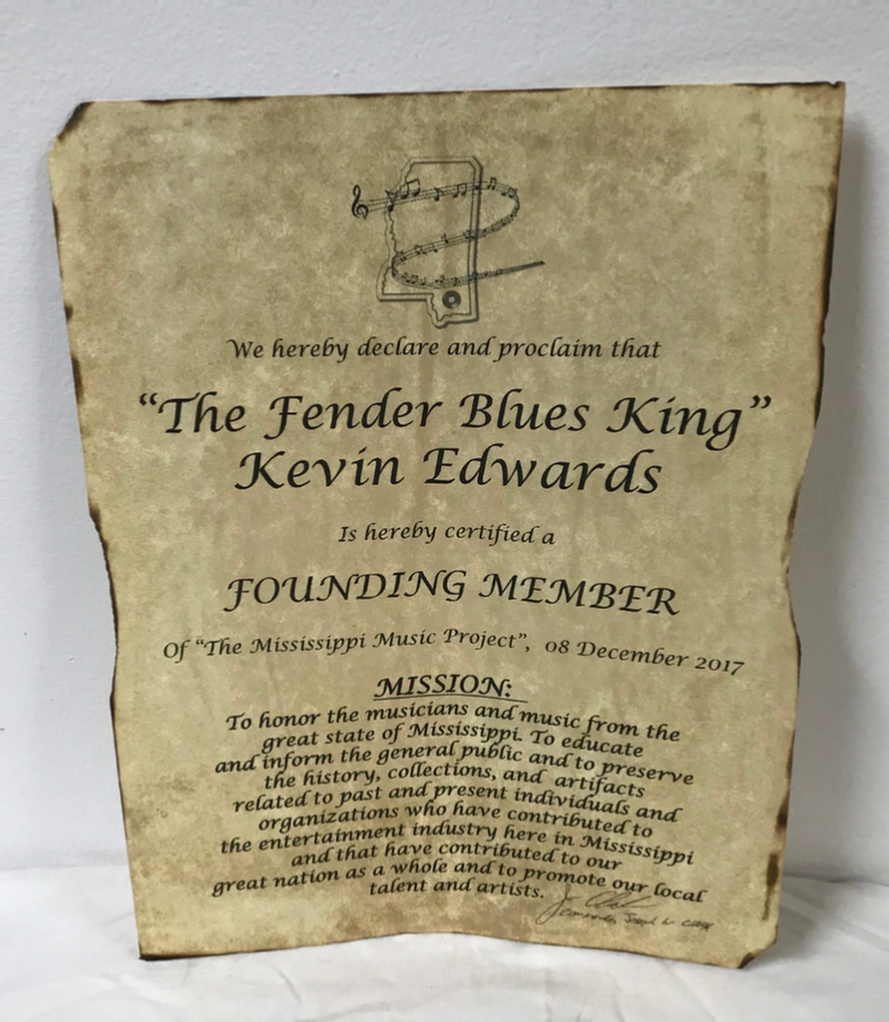 We hereby declare and proclaim that
“The Fender Blues King”
Kevin Edwards
Is hereby certified a
FOUNDING MEMBER
Of “The Mississippi Music Project”, 08 December 2017
MISSION:
To honor the musicians and music from the
great state of Mississippi. To educate
and inform the general public and to preserve
the history, collections, and artifacts
related to past and present individuals and
organizations who have contributed to
the entertainment industry here in Mississippi
and that have contributed to our
great nation as a whole and to promote our local
talent and artists.